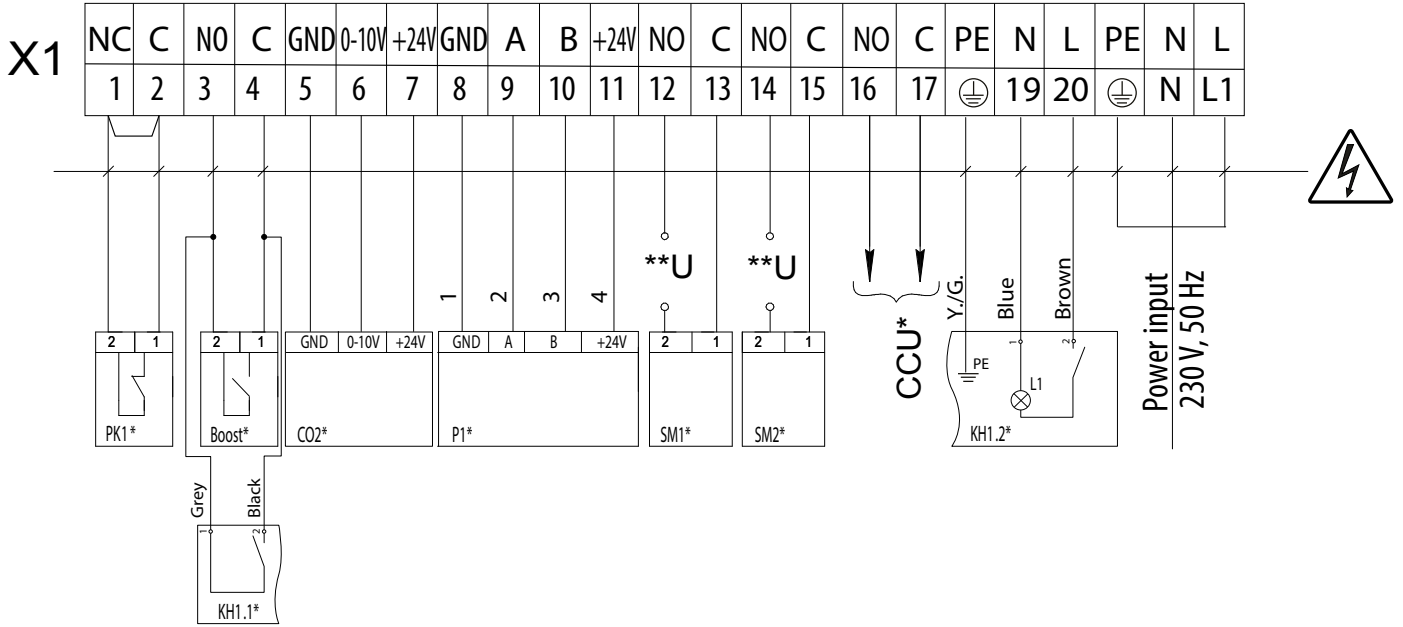 X1
NC C N0 C GND 0-10V +24V GND A B +24V NO C NO C NO C PE N L PE N L
1 2 3 4 5 6 7 8 9 10 11 12 13 14 15 16 17 19 20 N L1
**U **U
1 2 3 4
CCU*
Y./G. Blue Brown
Power input
230 V, 50 Hz
2 1 2 1 GND 0-10V +24V GND A B +24V 2 1 2 1
1 2
PE
L1
PK1* Boost* CO2* P1* SM1* SM2* KH1.2*
Grey Black
1 2
KH1.1*